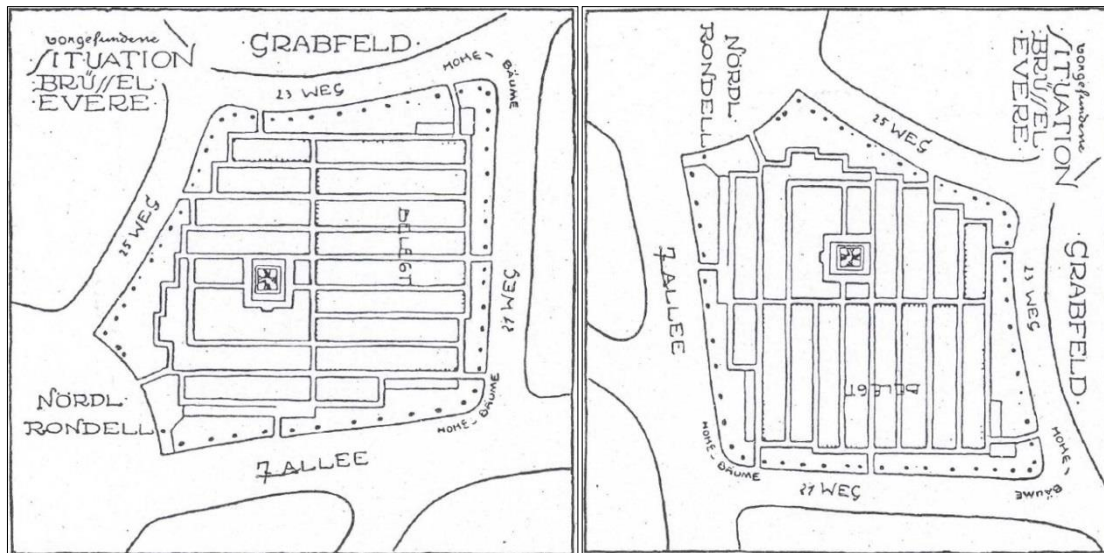 vorgefundene
SITUATION
BRÜSSEL
EVERE
GRABFELD
HOHE -
BÄUME
23 WEG
25 WEG
BELEGT
24 WEG
NÖRDL.
RONDELL
HOHE - BÄUME
7 ALLEE
vorgefundene
SITUATION
BRÜSSEL
EVERE
NÖRDL.
RONDELL
25 WEG
GRABFELD
23 WEG
7 ALLEE
BELEGT
HOHE - BÄUME
HOHE -
BÄUME
24 WEG